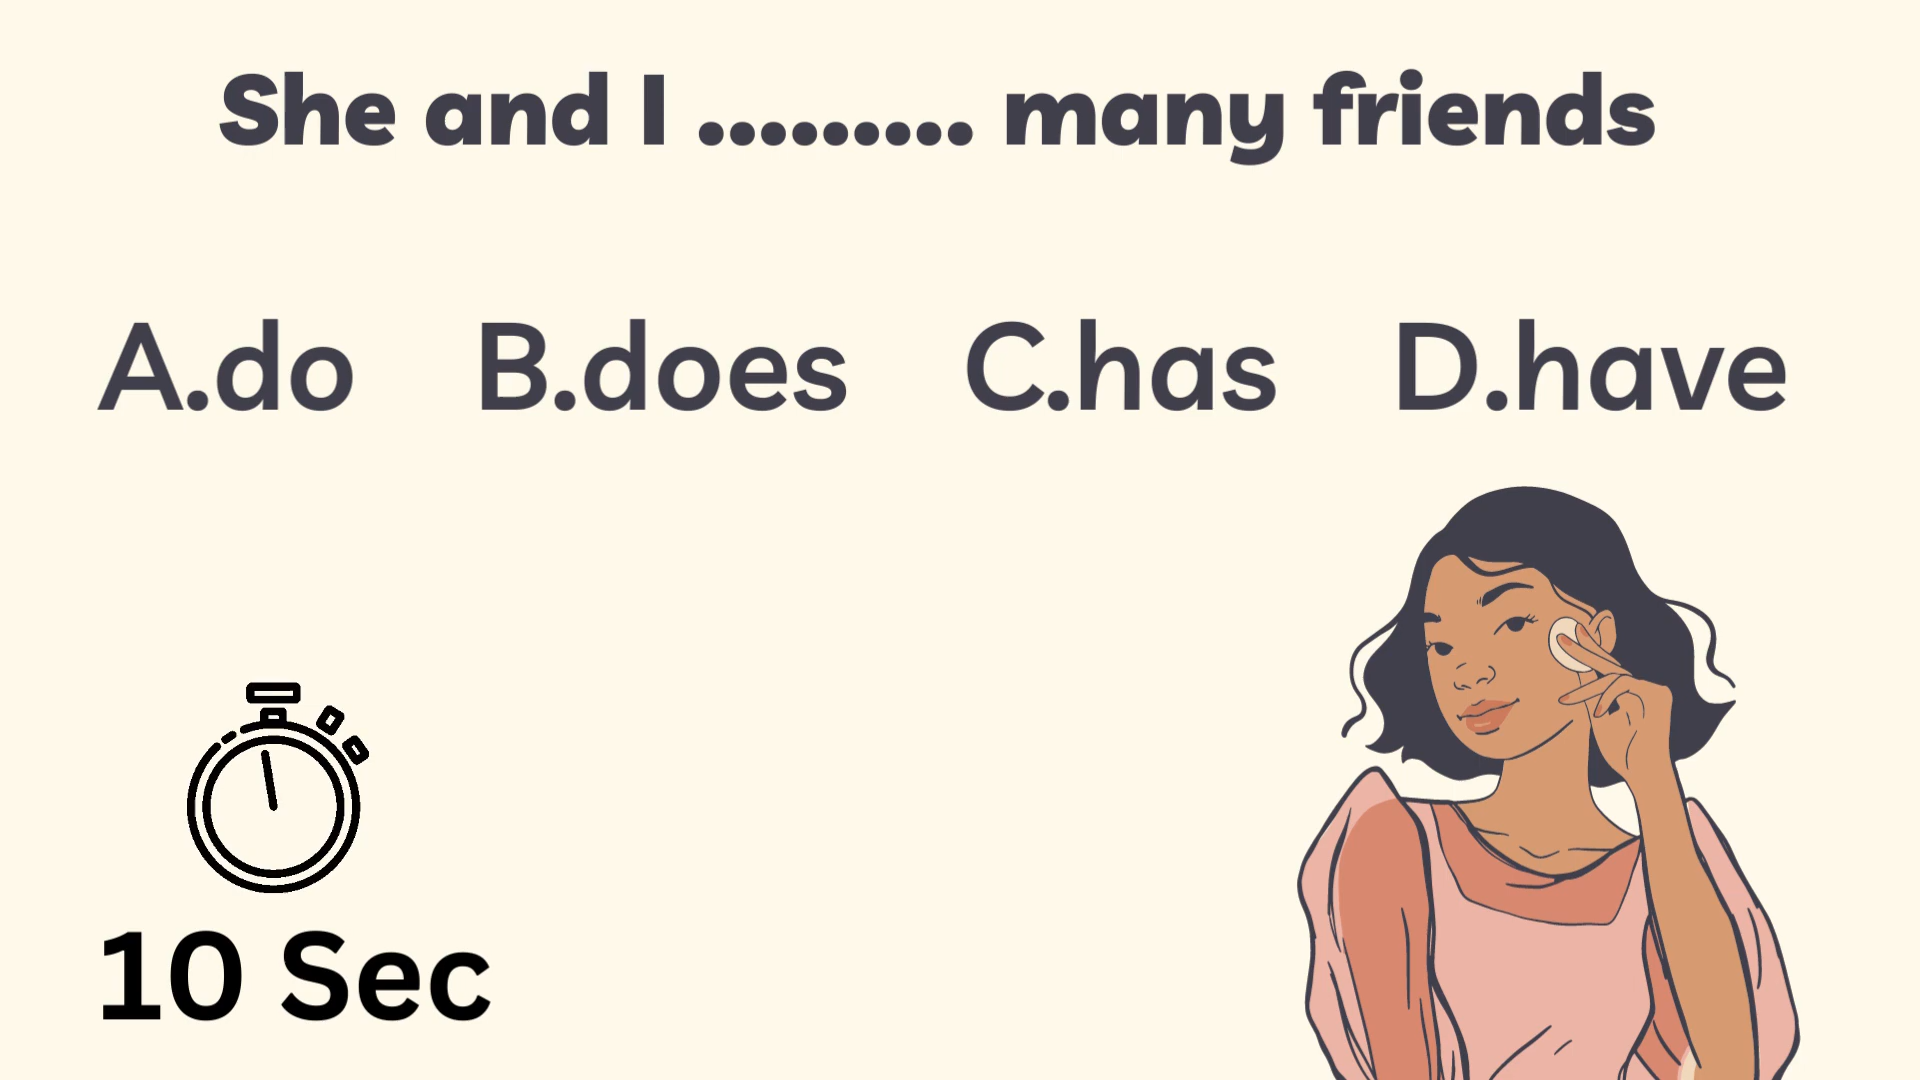 She and I ......... many friends
A.do B.does C.has D.have
10 Sec